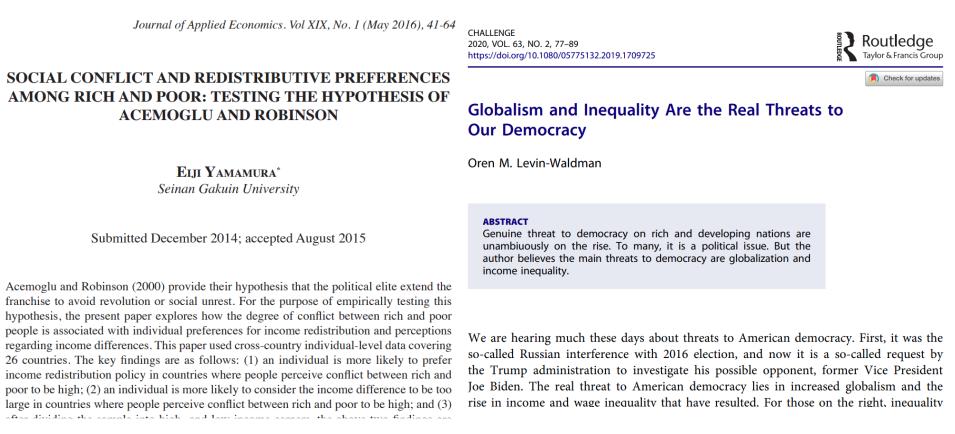 Journal of Applied Economics. Vol XIX, No. 1 (May 2016), 41-64
SOCIAL CONFLICT AND REDISTRIBUTIVE PREFERENCES
AMONG RICH AND POOR: TESTING THE HYPOTHESIS OF
ACEMOGLU AND ROBINSON
EIJI YAMAMURA*
Seinan Gakuin University
Submitted December 2014; accepted August 2015
Acemoglu and Robinson (2000) provide their hypothesis that the political elite extend the
franchise to avoid revolution or social unrest. For the purpose of empirically testing this
hypothesis, the present paper explores how the degree of conflict between rich and poor
people is associated with individual preferences for income redistribution and perceptions
regarding income differences. This paper used cross-country individual-level data covering
26 countries. The key findings are as follows: (1) an individual is more likely to prefer
income redistribution policy in countries where people perceive conflict between rich and
poor to be high; (2) an individual is more likely to consider the income difference to be too
large in countries where people perceive conflict between rich and poor to be high; and (3)
CHALLENGE
2020, VOL. 63, NO. 2, 77–89
https://doi.org/10.1080/05775132.2019.1709725
ROUTLEDGE
Routledge
Taylor & Francis Group
Check for updates
Globalism and Inequality Are the Real Threats to
Our Democracy
Oren M. Levin-Waldman
ABSTRACT
Genuine threat to democracy on rich and developing nations are
unambiuously on the rise. To many, it is a political issue. But the
author believes the main threats to democracy are globalization and
income inequality.
We are hearing much these days about threats to American democracy. First, it was the
so-called Russian interference with 2016 election, and now it is a so-called request by
the Trump administration to investigate his possible opponent, former Vice President
Joe Biden. The real threat to American democracy lies in increased globalism and the
rise in income and wage inequality that have resulted. For those on the right, inequality